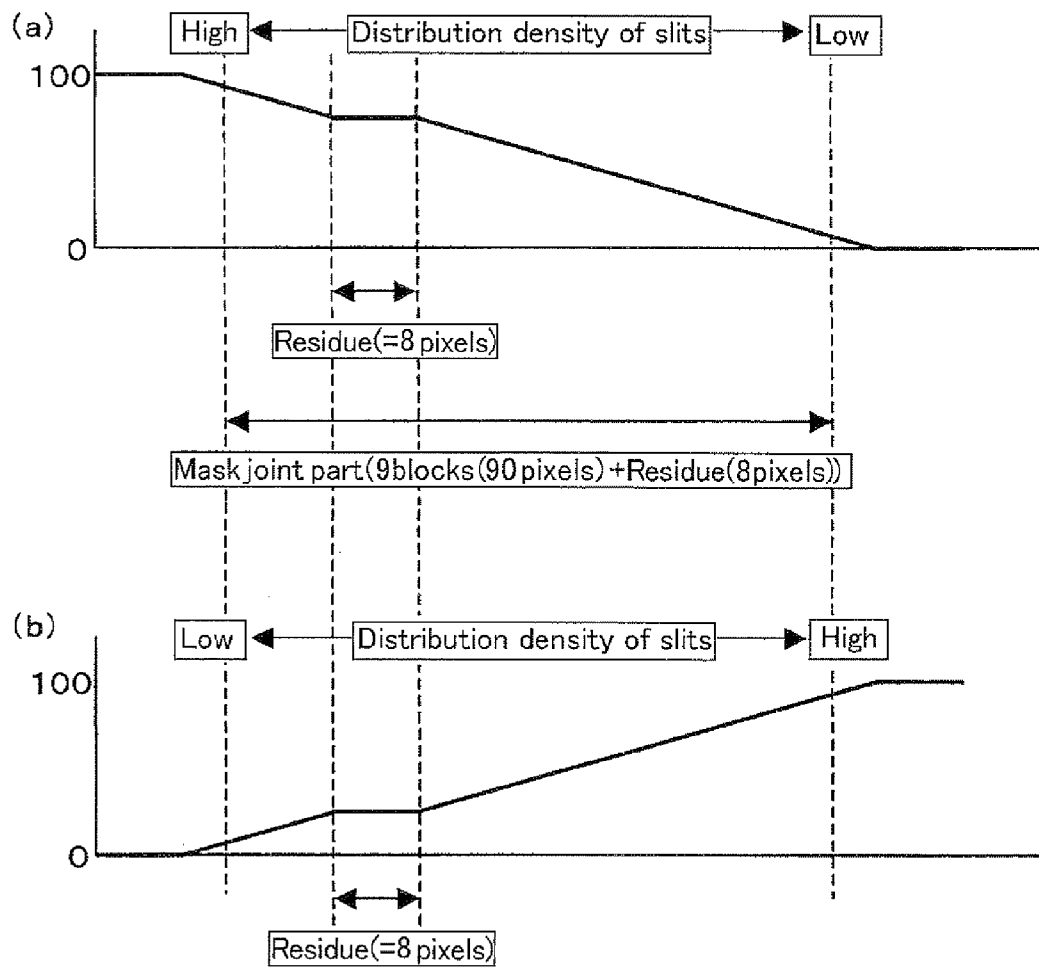 (a)
High Distribution density of slits Low
100
0
Residue(=8 pixels)
Mask joint part(9blocks(90 pixels)+Residue(8pixels))
(b)
Low Distribution density of slits High
100
0
Residue(=8 pixels)